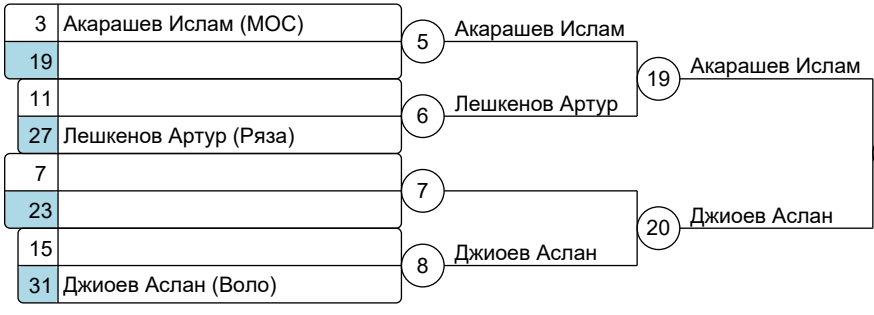 3 Акарашев Ислам (МОС)
19
11
27 Лешкенов Артур (Ряза)
7
23
15
31 Джиоев Аслан (Воло)
5 Акарашев Ислам
6 Лешкенов Артур
7
8 Джиоев Аслан
19 Акарашев Ислам
20 Джиоев Аслан